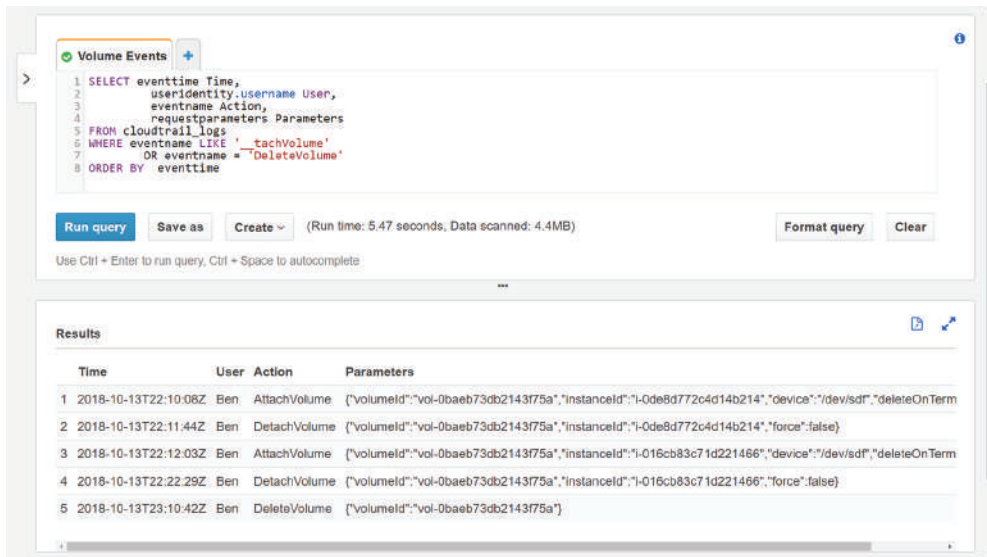 Volume Events
1 SELECT eventtime Time,
2 useridentity.username User,
3 eventname Action,
4 requestparameters Parameters
5 FROM cloudtrail_logs
6 WHERE eventname LIKE '__tachVolume'
7 OR eventname = 'DeleteVolume'
8 ORDER BY eventtime
Run query Save as Create (Run time: 5.47 seconds, Data scanned: 4.4MB) Format query Clear
Use Ctrl + Enter to run query, Ctrl + Space to autocomplete
Results
Time User Action Parameters
1 2018-10-13T22:10:08Z Ben AttachVolume {"volumeId":"vol-0baeb73db2143f75a","instanceId":"i-0de8d772c4d14b214","device":"/dev/sdf","deleteOnTerm
2 2018-10-13T22:11:44Z Ben DetachVolume {"volumeId":"vol-0baeb73db2143f75a","instanceId":"i-0de8d772c4d14b214","force":false}
3 2018-10-13T22:12:03Z Ben AttachVolume {"volumeId":"vol-0baeb73db2143f75a","instanceId":"i-016cb83c71d221466","device":"/dev/sdf","deleteOnTerm
4 2018-10-13T22:22:29Z Ben DetachVolume {"volumeId":"vol-0baeb73db2143f75a","instanceId":"i-016cb83c71d221466","force":false}
5 2018-10-13T23:10:42Z Ben DeleteVolume {"volumeId":"vol-0baeb73db2143f75a"}